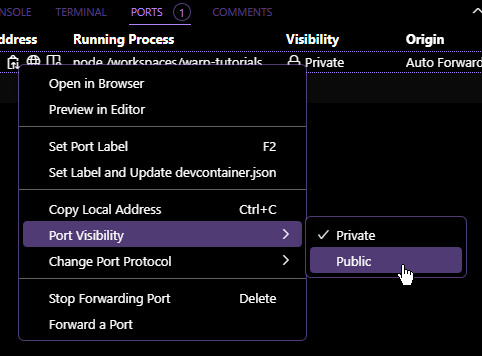 NSOLE TERMINAL PORTS 1 COMMENTS
ddress Running Process Visibility Origin
node /workspaces/warp-tutorials Private Auto Forward
Open in Browser
Preview in Editor
Set Port Label F2
Set Label and Update devcontainer.json
Copy Local Address Ctrl+C
Port Visibility
Private
Change Port Protocol
Public
Stop Forwarding Port Delete
Forward a Port